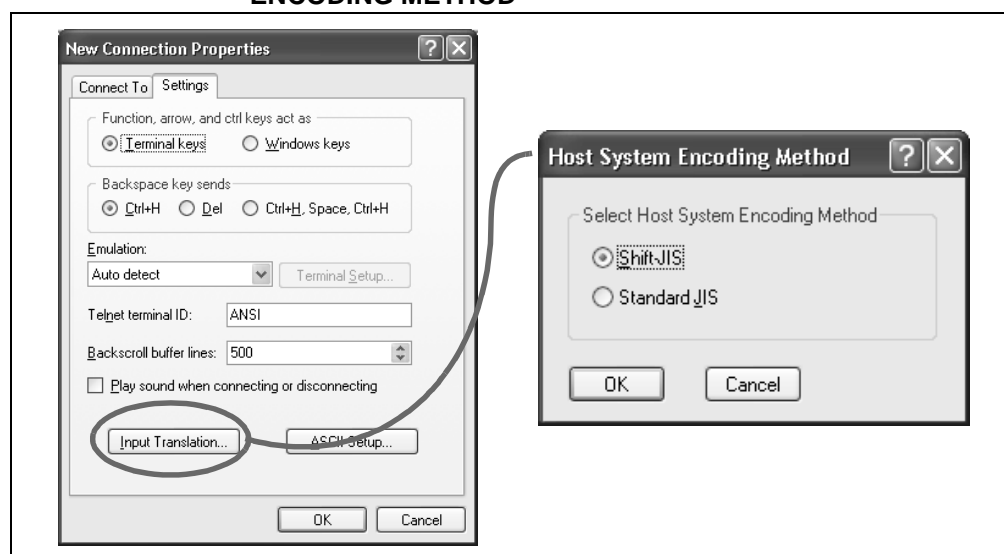 ENCODING METHOD
New Connection Properties
Connect To Settings
Function, arrow, and ctrl keys act as
Terminal keys Windows keys
Backspace key sends
Ctrl+H Del Ctrl+H, Space, Ctrl+H
Emulation:
Auto detect Terminal Setup...
Telnet terminal ID: ANSI
Backscroll buffer lines: 500
Play sound when connecting or disconnecting
Input Translation... ASCII Setup...
OK Cancel
Host System Encoding Method
Select Host System Encoding Method
Shift-JIS
Standard JIS
OK Cancel